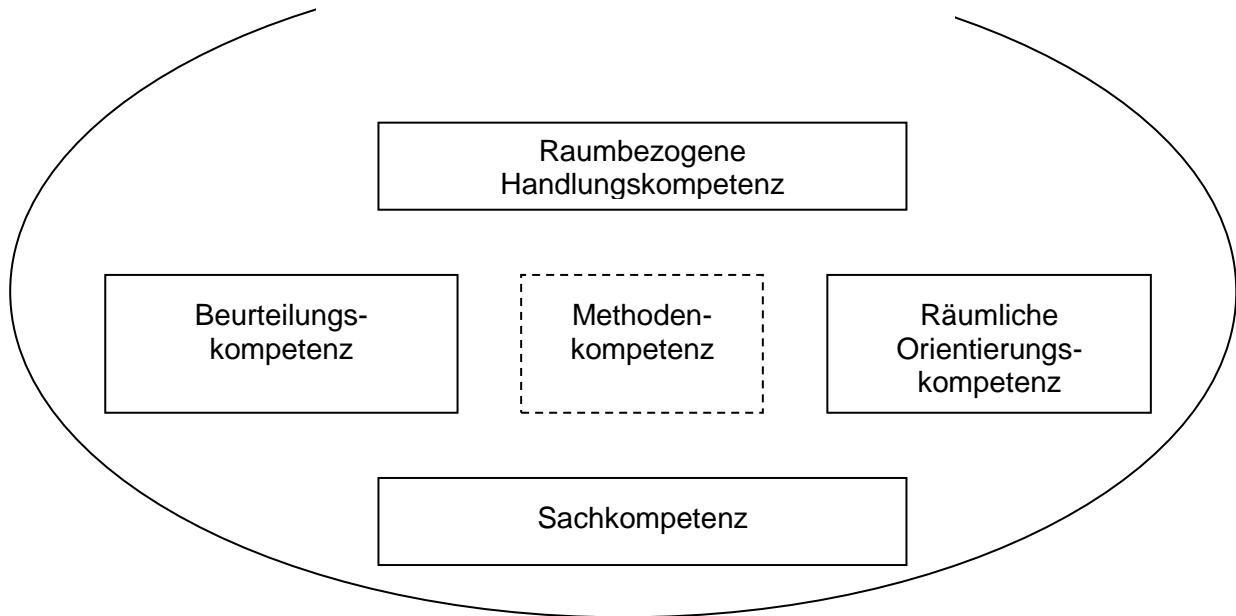 Raumbezogene
Handlungskompetenz
Beurteilungs-
kompetenz
Methoden-
kompetenz
Räumliche
Orientierungs-
kompetenz
Sachkompetenz